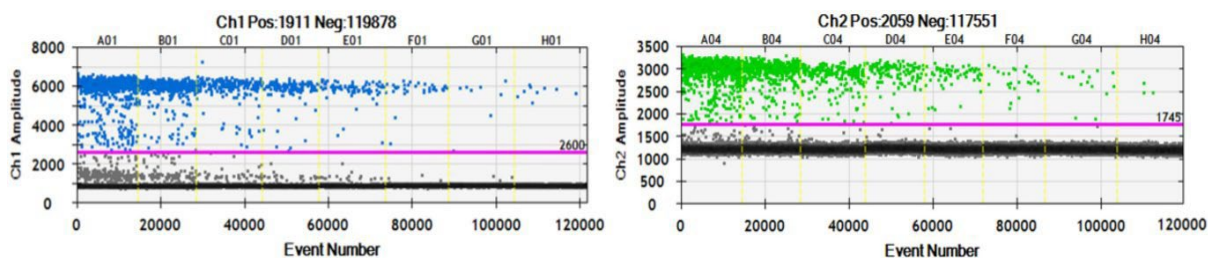 Ch1 Pos:1911 Neg:119878
A01 B01 C01 D01 E01 F01 G01 H01
8000
6000
4000
2000
0
Ch1 Amplitude
2600
0 20000 40000 60000 80000 100000 120000
Event Number
Ch2 Pos:2059 Neg:117551
A04 B04 C04 D04 E04 F04 G04 H04
3500
3000
2500
2000
1500
1000
500
0
Ch2 Amplitude
1745
0 20000 40000 60000 80000 100000 120000
Event Number